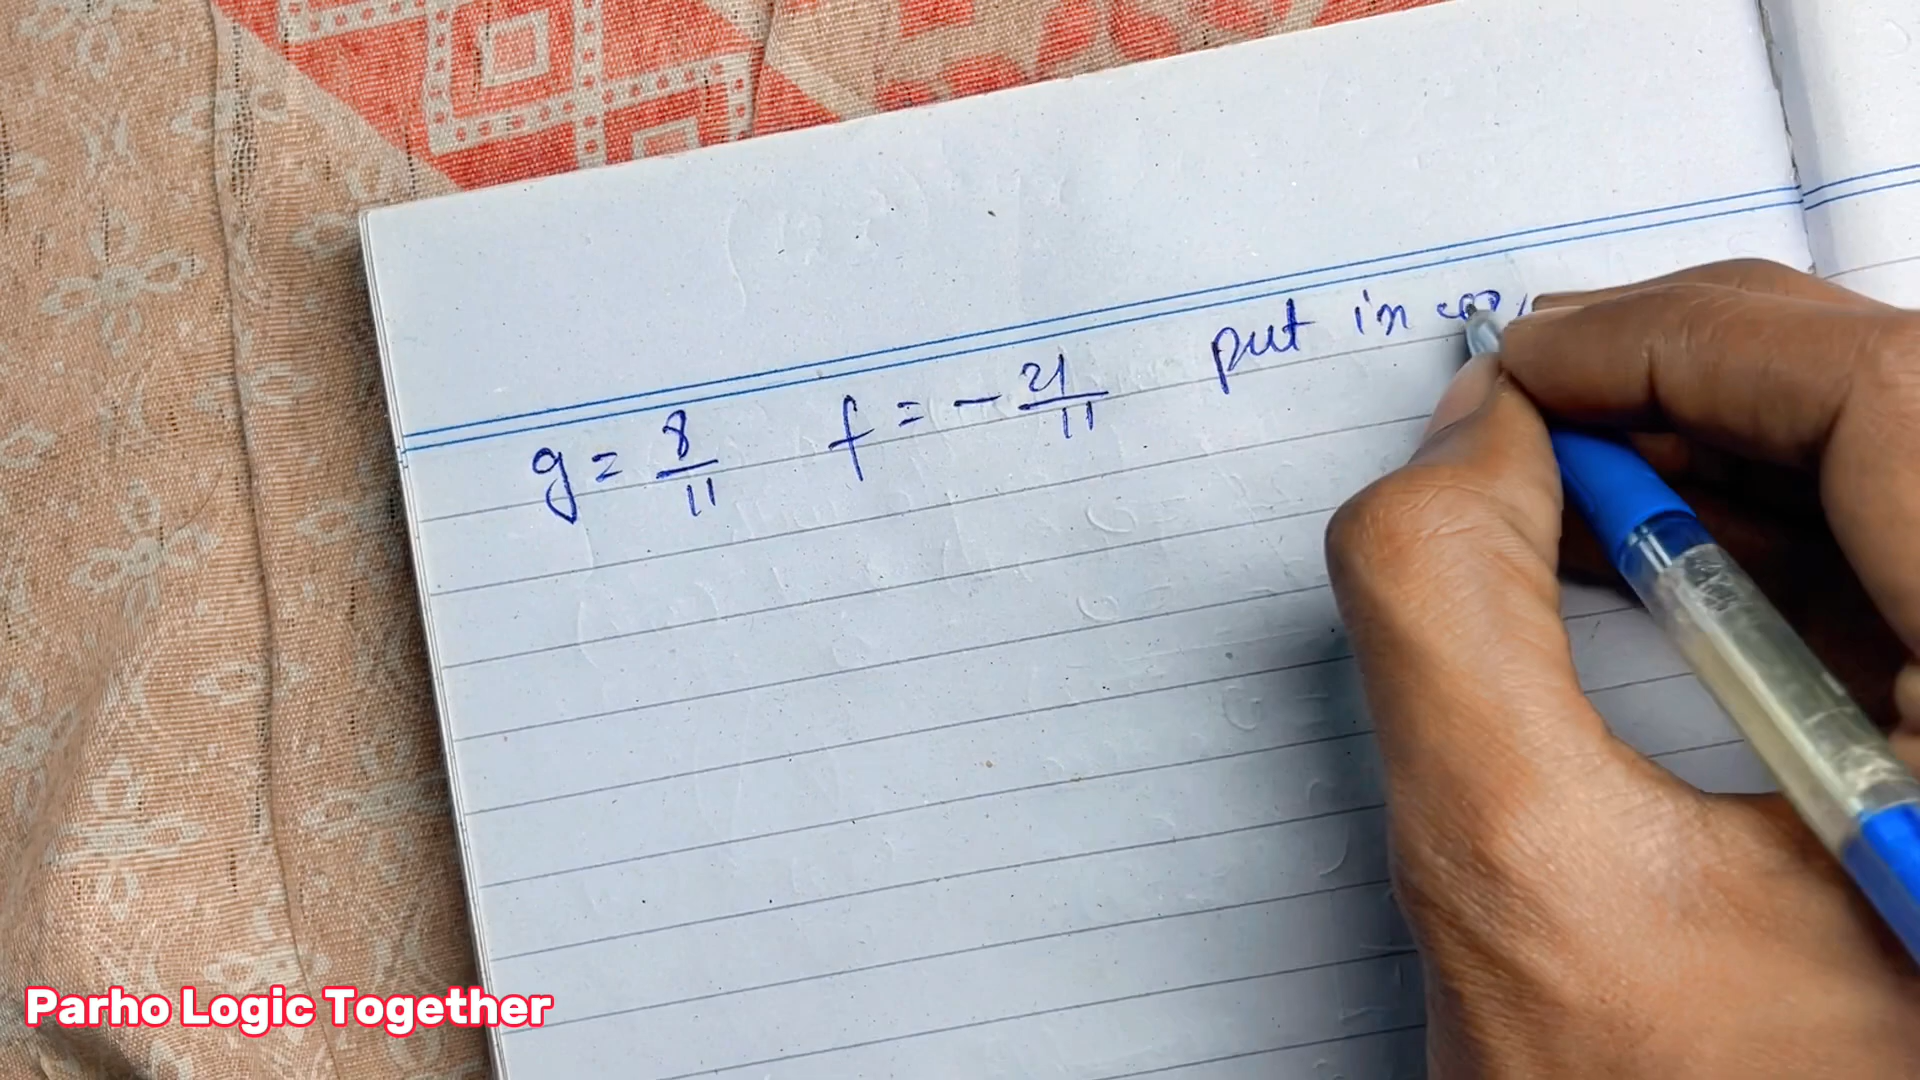 g = 8/11 f = - 21/11 put in
Parho Logic Together